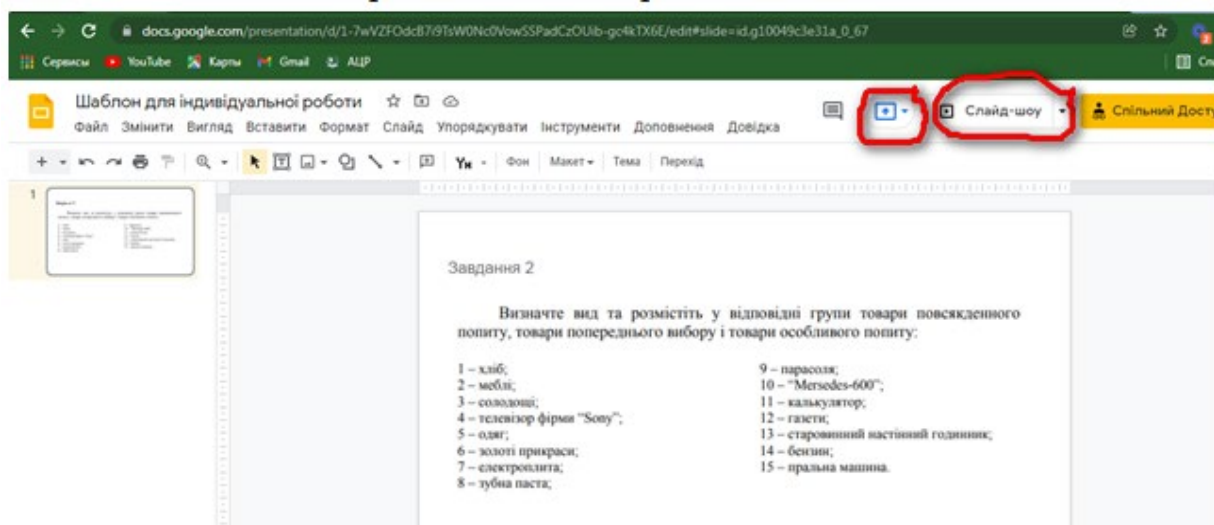 docs.google.com/presentation/d/1-7wVZFOdcB7i9TsW0Nc0VowSSPadCzOUib-gc4kTX6E/edit#slide=id.g10049c3e31a_0_67
Сервисы YouTube Карты Gmail АЦР
Шаблон для індивідуальної роботи
Файл Змінити Вигляд Вставити Формат Слайд Упорядкувати Інструменти Доповнення Довідка
Слайд-шоу
Спільний Досту
Фон Макет Тема Перехід
1
Завдання 2
Визначте вид та розмістіть у відповідні групи товари повсякденного
попиту, товари попереднього вибору і товари особливого попиту:
1 – хліб;
2 – меблі;
3 – солодощі;
4 – телевізор фірми “Sony”;
5 – одяг;
6 – золоті прикраси;
7 – електроплита;
8 – зубна паста;
9 – парасоля;
10 – “Mersedes-600”;
11 – калькулятор;
12 – газети;
13 – старовинний настінний годинник;
14 – бензин;
15 – пральна машина.